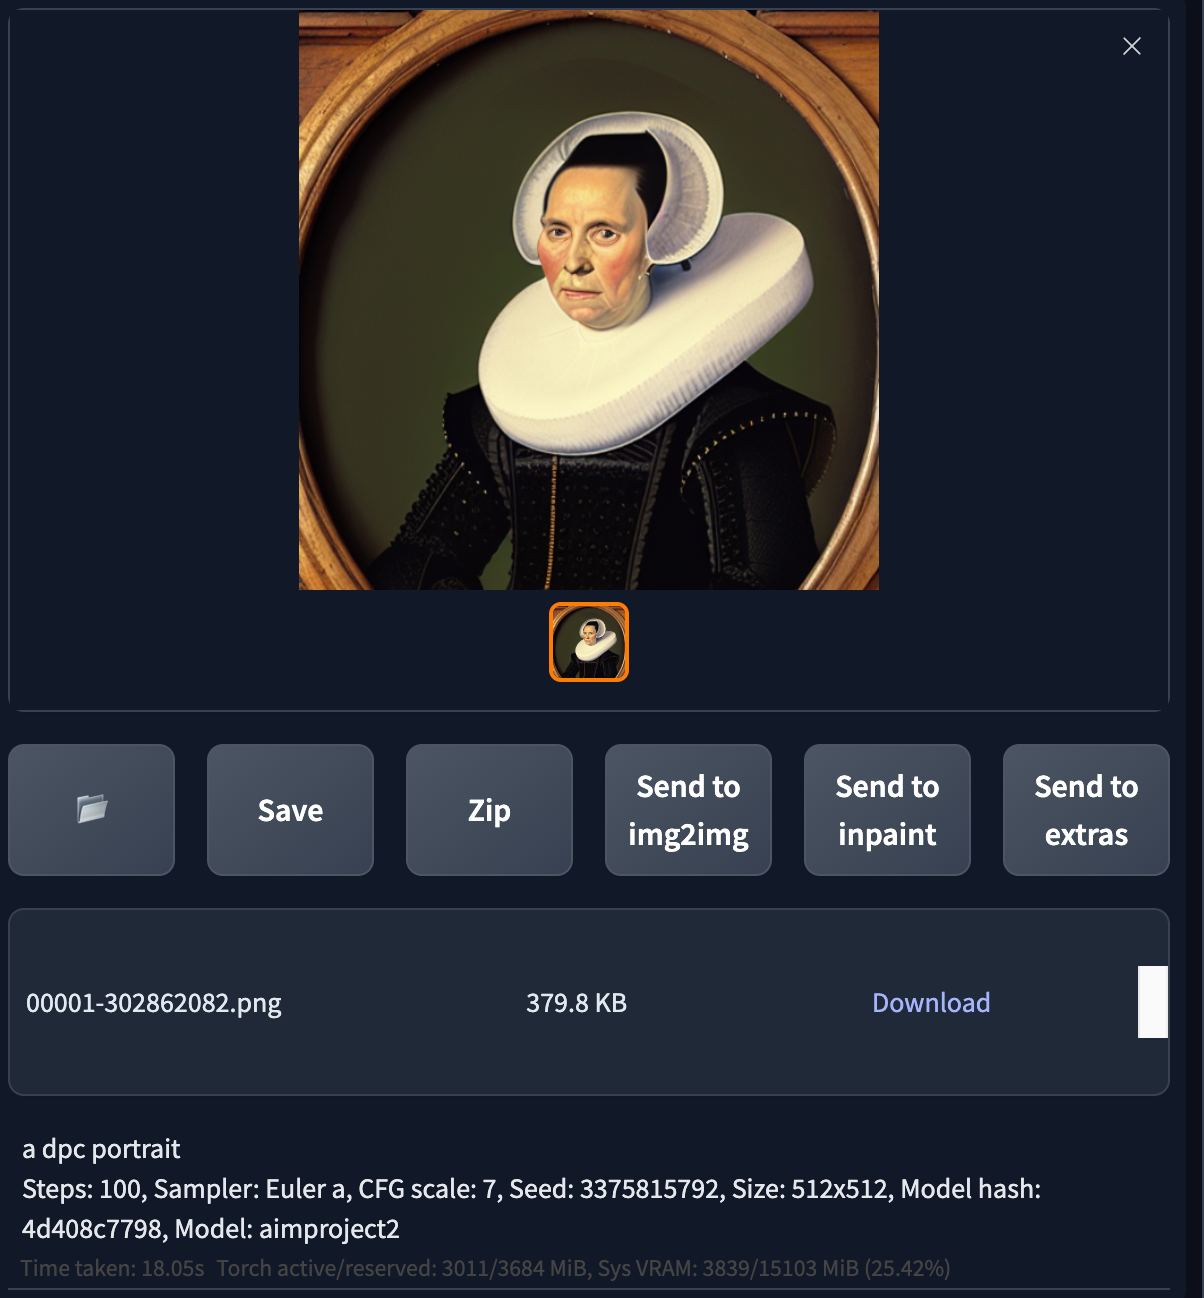 Save
Zip
Send to
img2img
Send to
inpaint
Send to
extras
00001-302862082.png 379.8 KB Download
a dpc portrait
Steps: 100, Sampler: Euler a, CFG scale: 7, Seed: 3375815792, Size: 512x512, Model hash:
4d408c7798, Model: aimproject2
Time taken: 18.05s Torch active/reserved: 3011/3684 MiB, Sys VRAM: 3839/15103 MiB (25.42%)